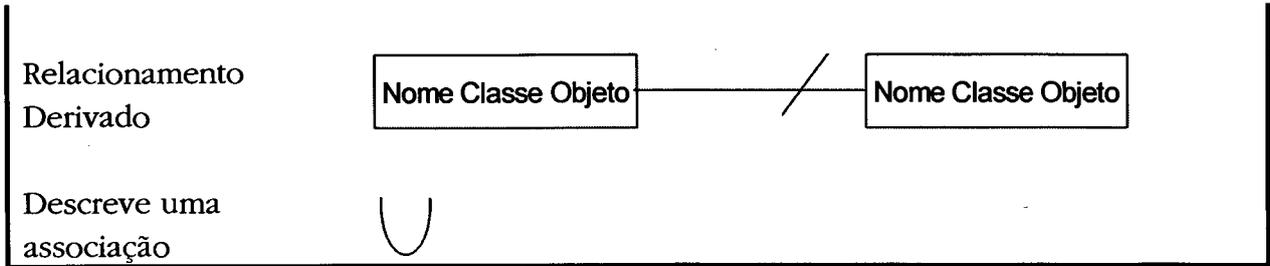 Relacionamento
Derivado
Nome Classe Objeto
Nome Classe Objeto
Descreve uma
associação